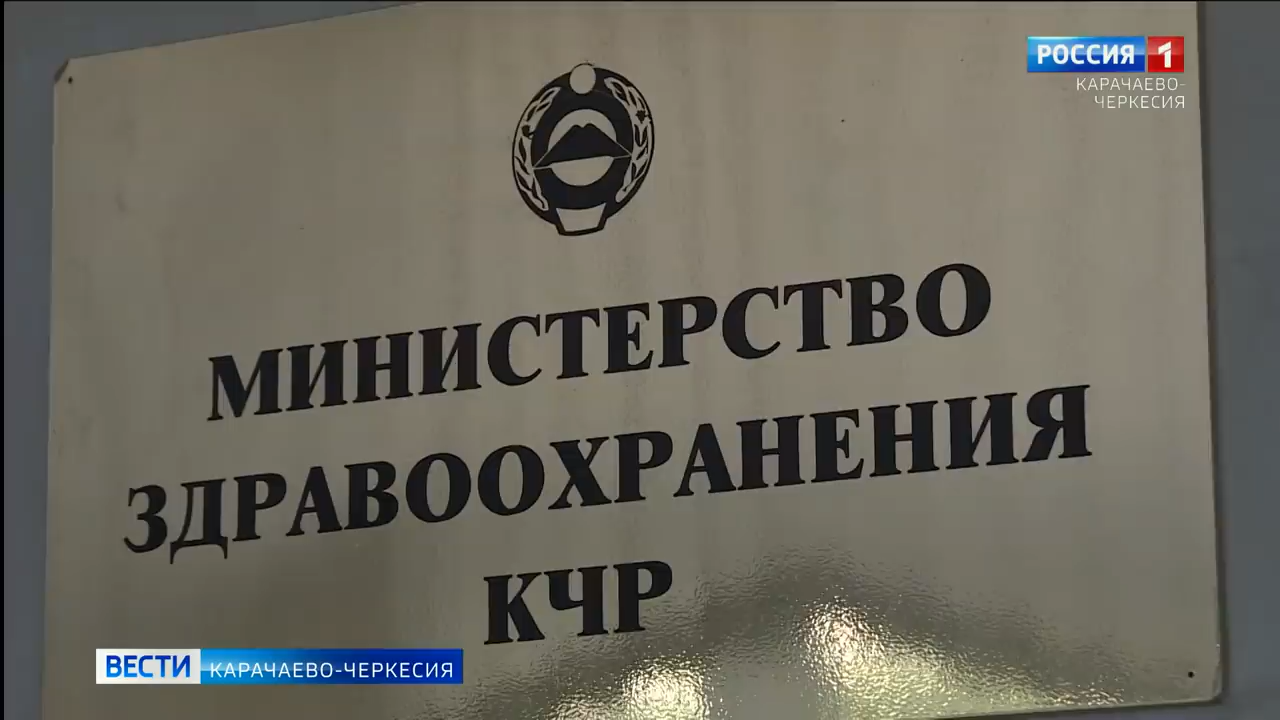 РОССИЯ 1
КАРАЧАЕВО-
ЧЕРКЕСИЯ
МИНИСТЕРСТВО
ЗДРАВООХРАНЕНИЯ
КЧР
ВЕСТИ КАРАЧАЕВО-ЧЕРКЕСИЯ